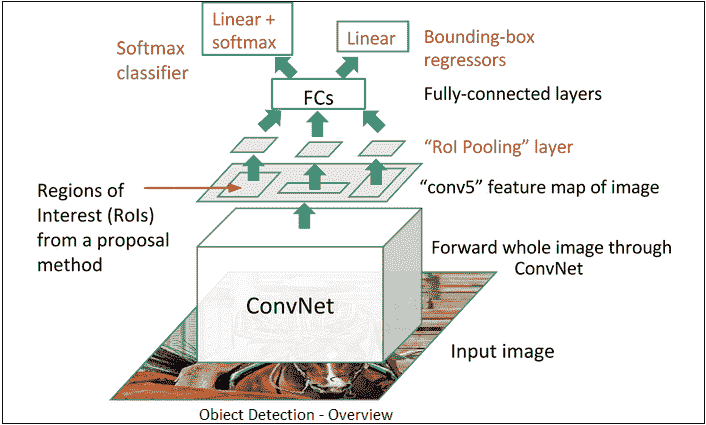 Linear +
softmax
Linear
Softmax
classifier
Bounding-box
regressors
FCs
Fully-connected layers
"RoI Pooling" layer
Regions of
Interest (RoIs)
from a proposal
method
"conv5" feature map of image
Forward whole image through
ConvNet
ConvNet
Input image
Object Detection - Overview